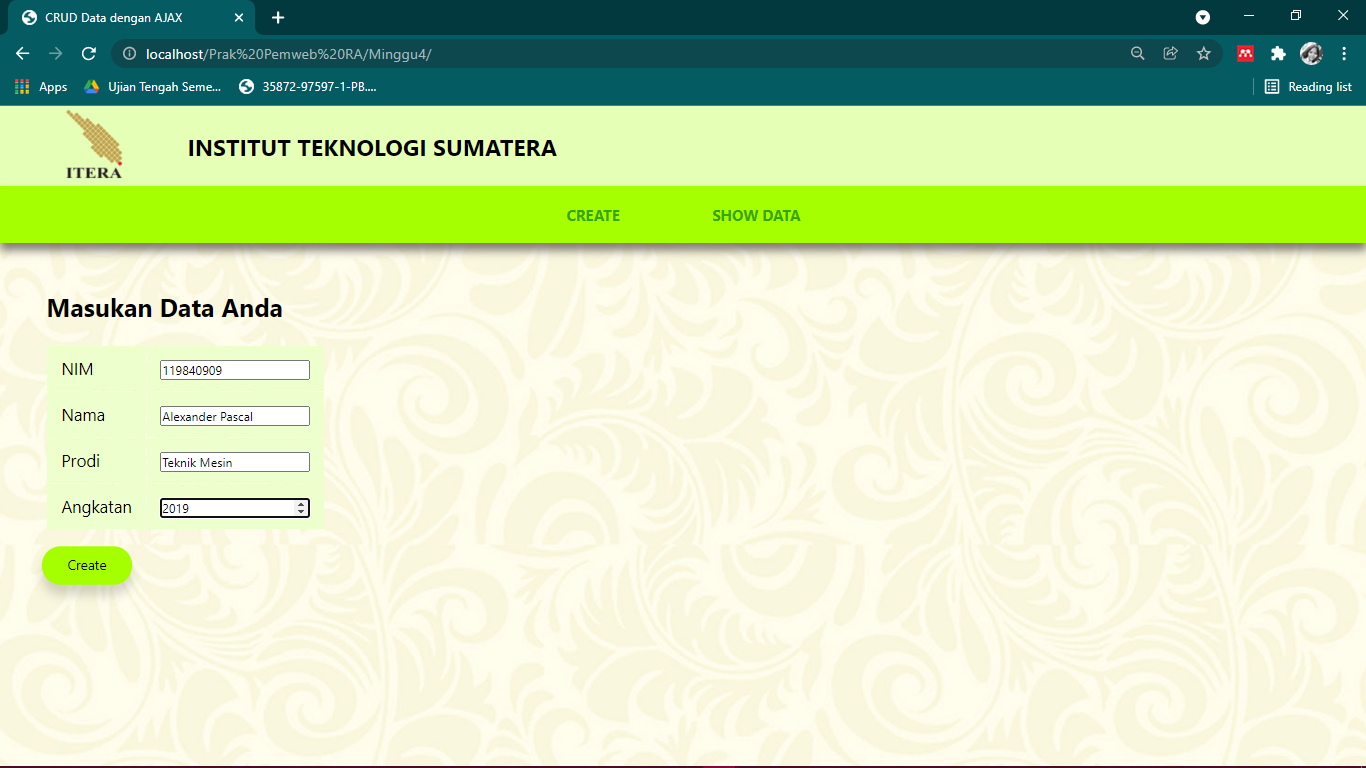 CRUD Data dengan AJAX
localhost/Prak%20Pemweb%20RA/Minggu4/
Apps Ujian Tengah Seme... 35872-97597-1-PB.... Reading list
ITERA
INSTITUT TEKNOLOGI SUMATERA
CREATE SHOW DATA
Masukan Data Anda
NIM 119840909
Nama Alexander Pascal
Prodi Teknik Mesin
Angkatan 2019
Create